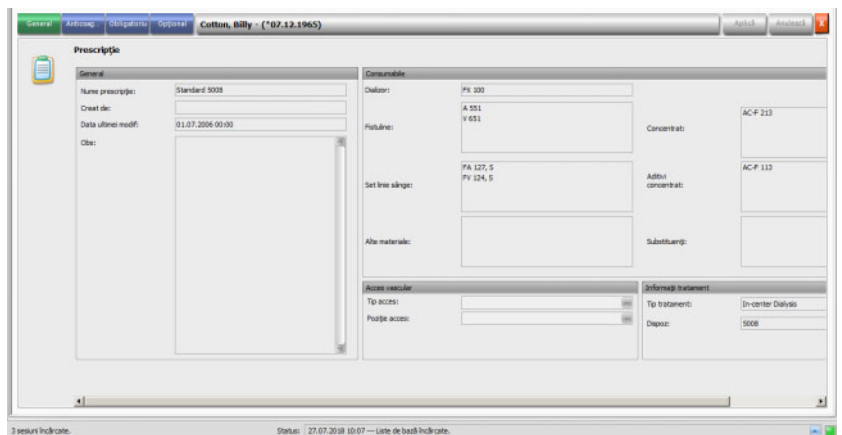 General Anticoag Obligatoriu Opțional Cotton, Billy - (*07.12.1965) Aplică Anulează X
Prescripție
General
Nume prescripție: Standard 5008
Creat de:
Data ultimei modif: 01.07.2006 00:00
Obs:
Consumabile
Dializor: FX 100
Fistuline: A 551
V 651
Concentrat: AC-F 213
Set linie sânge: FA 127, S
FV 124, S
Aditivi
concentrat: AC-F 113
Alte materiale:
Substituenți:
Acces vascular
Tip acces:
Poziție acces:
Informații tratament
Tip tratament: In-center Dialysis
Dispoz: 5008
3 sesiuni încărcate. Status: 27.07.2018 10:07 — Liste de bază încărcate.